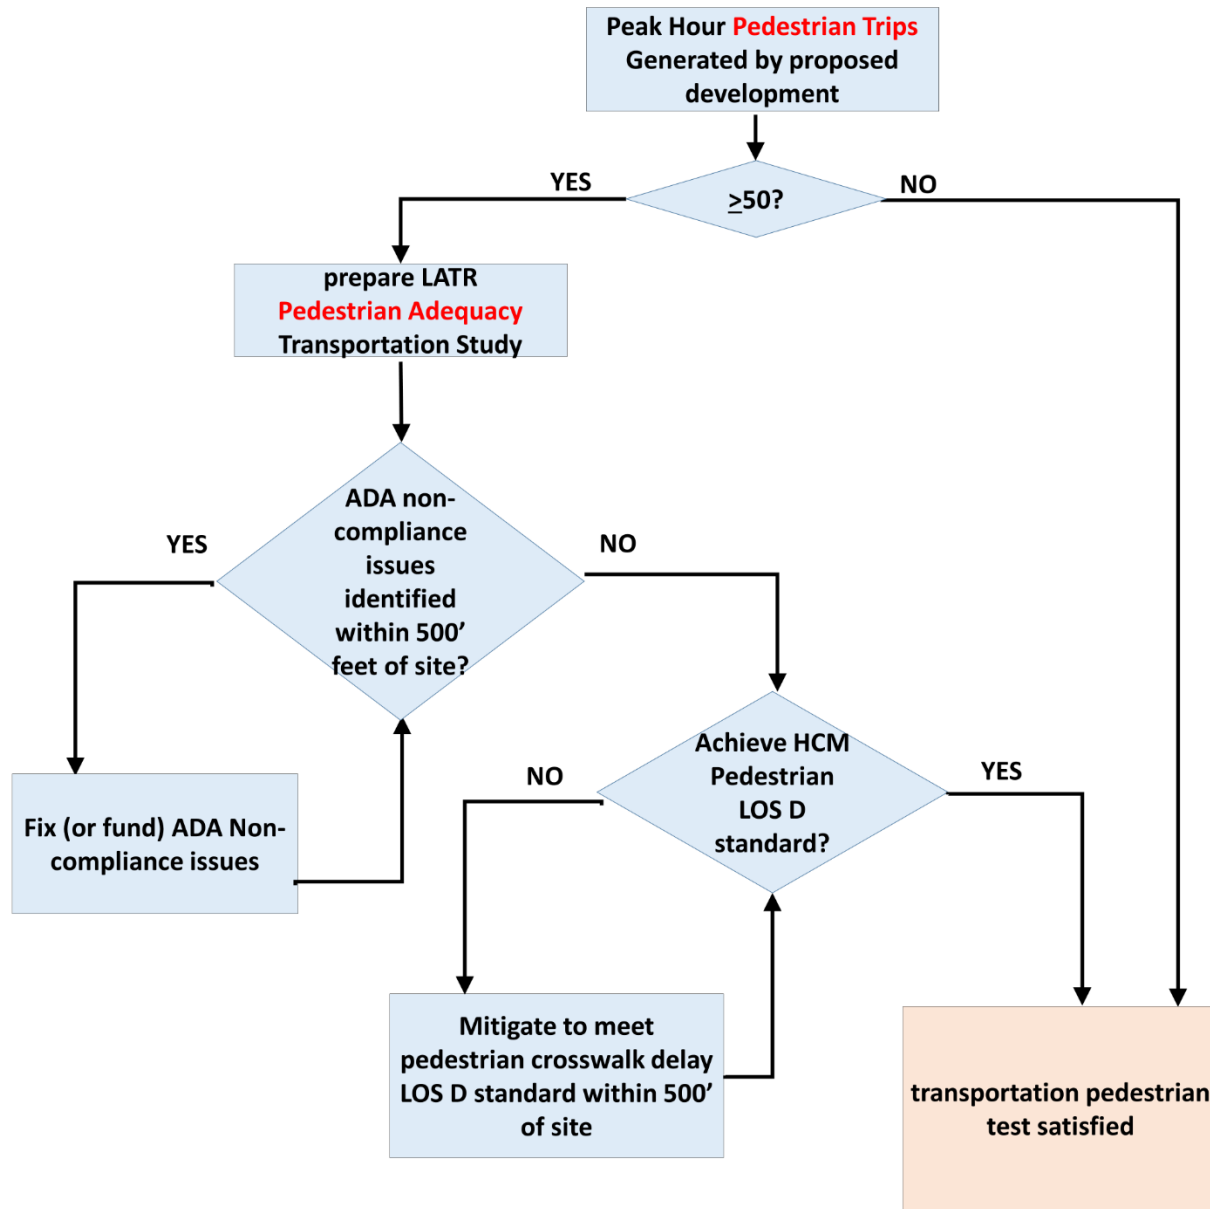 Peak Hour Pedestrian Trips
Generated by proposed
development
YES
NO
≥50?
prepare LATR
Pedestrian Adequacy
Transportation Study
ADA non-
compliance
issues
identified
within 500’
feet of site?
YES
NO
Fix (or fund) ADA Non-
compliance issues
Achieve HCM
Pedestrian
LOS D
standard?
NO
YES
Mitigate to meet
pedestrian crosswalk delay
LOS D standard within 500’
of site
transportation pedestrian
test satisfied